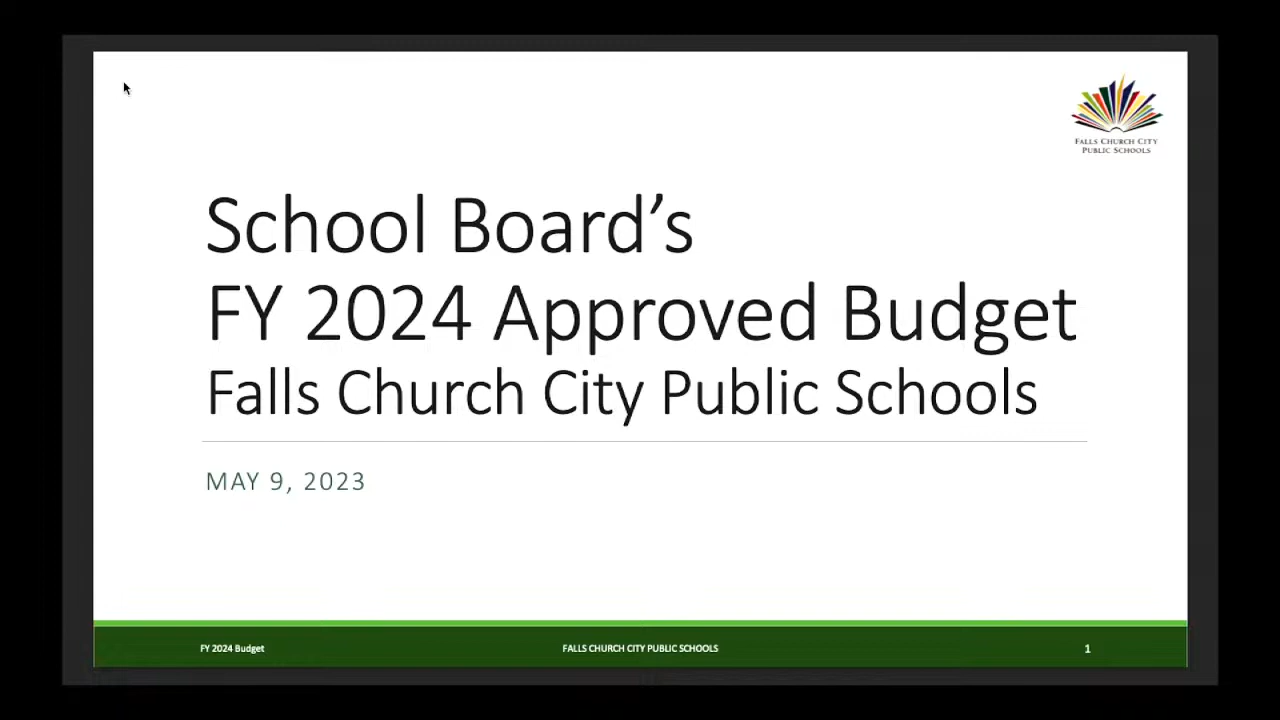 FALLS CHURCH CITY
PUBLIC SCHOOLS
School Board’s
FY 2024 Approved Budget
Falls Church City Public Schools
MAY 9, 2023
FY 2024 Budget
FALLS CHURCH CITY PUBLIC SCHOOLS
1